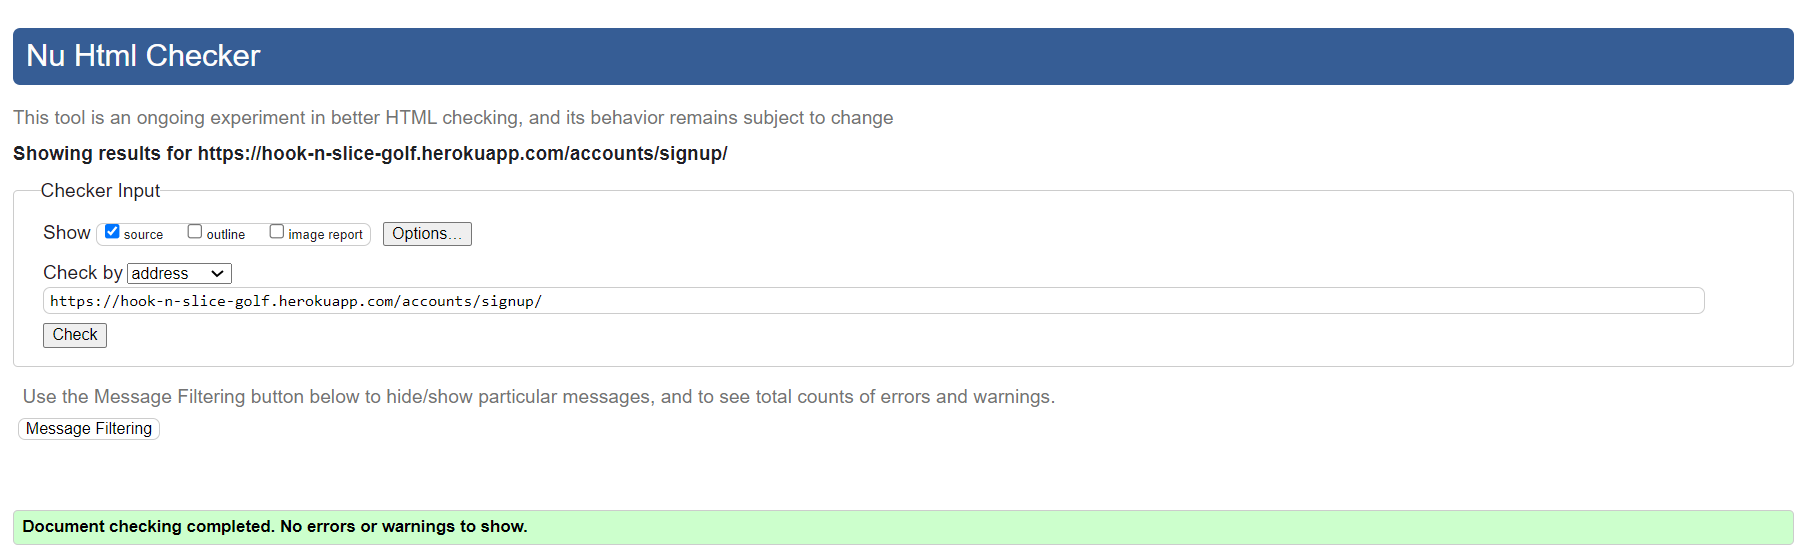 Nu Html Checker
This tool is an ongoing experiment in better HTML checking, and its behavior remains subject to change
Showing results for https://hook-n-slice-golf.herokuapp.com/accounts/signup/
Checker Input
Show source outline image report Options...
Check by address
https://hook-n-slice-golf.herokuapp.com/accounts/signup/
Check
Use the Message Filtering button below to hide/show particular messages, and to see total counts of errors and warnings.
Message Filtering
Document checking completed. No errors or warnings to show.